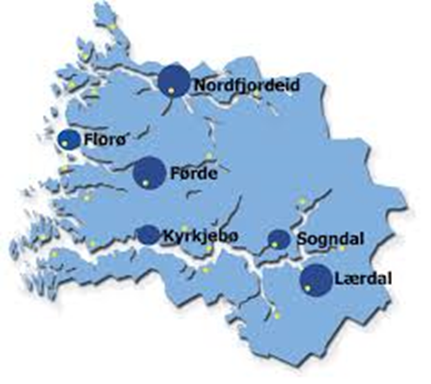 Nordfjordeid
Florø
Førde
Kyrkjebø
Sogndal
Lærdal